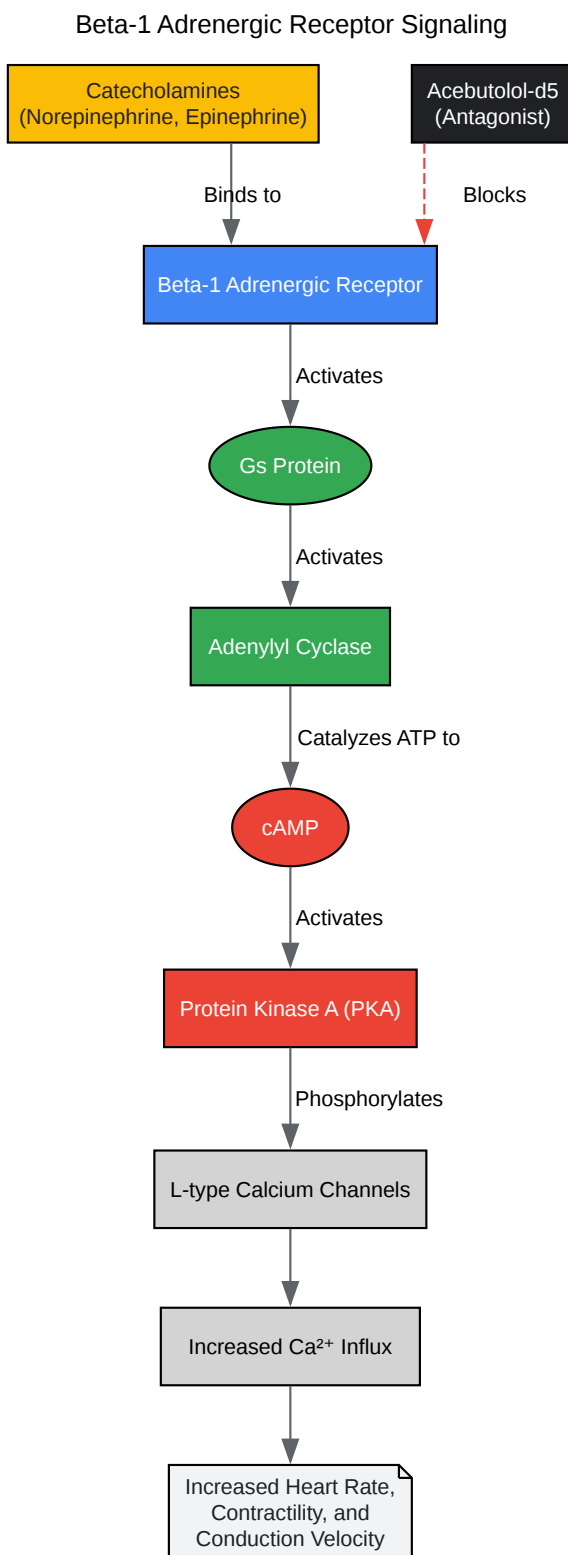 Beta-1 Adrenergic Receptor Signaling
Catecholamines
(Norepinephrine, Epinephrine)
Acebutolol-d5
(Antagonist)
Binds to
Blocks
Beta-1 Adrenergic Receptor
Activates
Gs Protein
Activates
Adenylyl Cyclase
Catalyzes ATP to
cAMP
Activates
Protein Kinase A (PKA)
Phosphorylates
L-type Calcium Channels
Increased Ca²⁺ Influx
Increased Heart Rate,
Contractility, and
Conduction Velocity